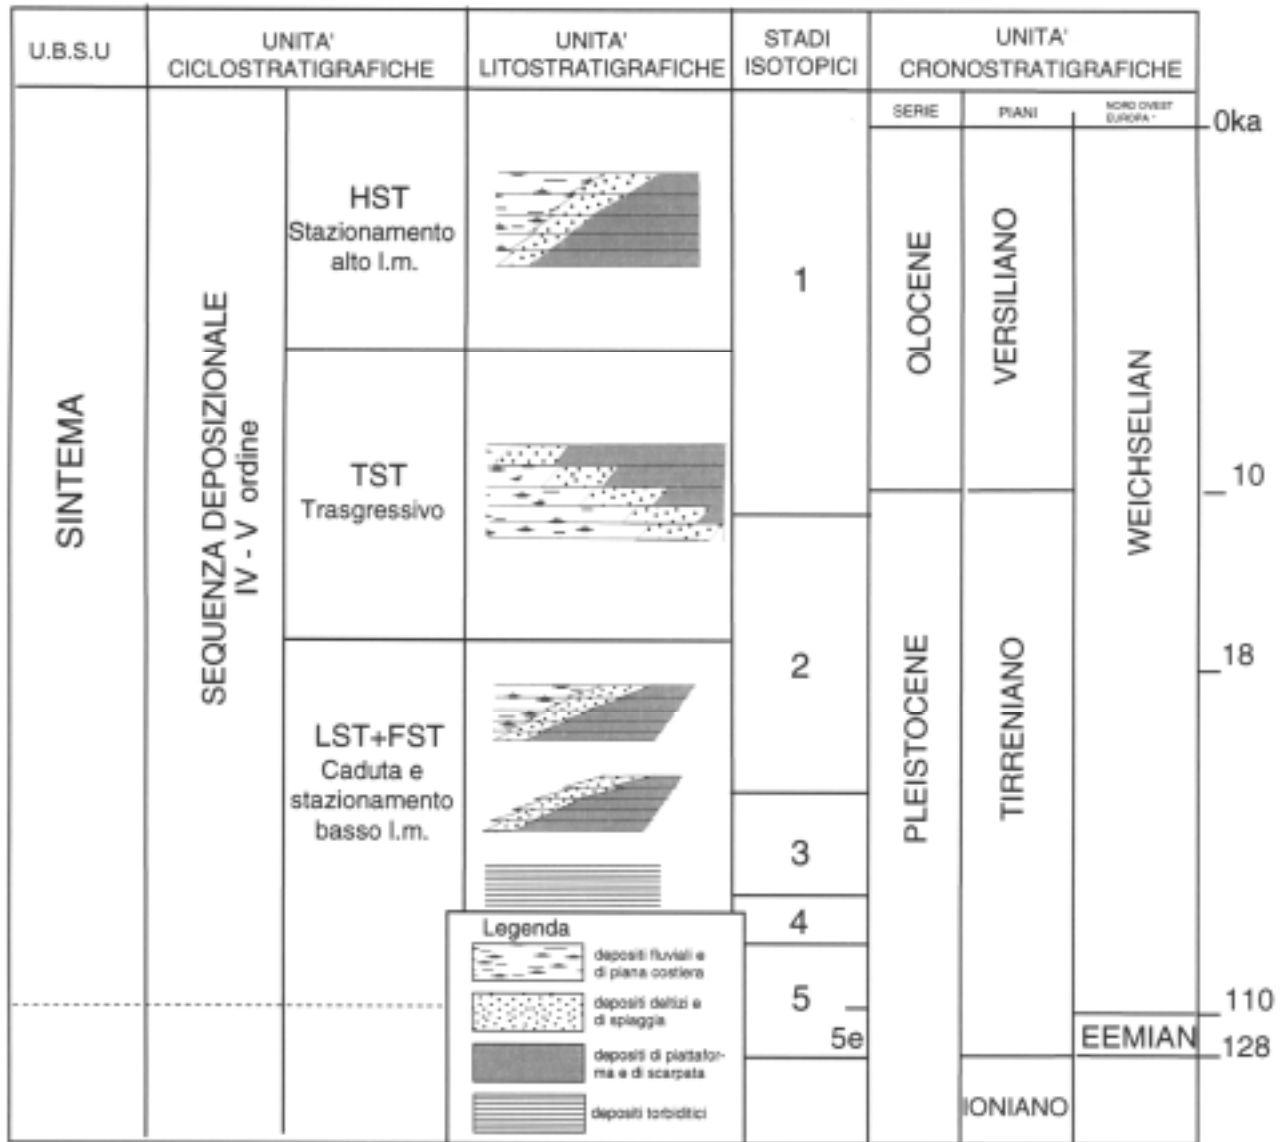 U.B.S.U
UNITA'
CICLOSTRATIGRAFICHE
UNITA'
LITOSTRATIGRAFICHE
STADI
ISOTOPICI
UNITA'
CRONOSTRATIGRAFICHE
SERIE
PIANI
NORD OVEST
EUROPA
0ka
SINTEMA
SEQUENZA DEPOSIZIONALE
IV - V ordine
HST
Stazionamento
alto l.m.
1
OLOCENE
VERSILIANO
WEICHSELIAN
TST
Trasgressivo
10
LST+FST
Caduta e
stazionamento
basso l.m.
2
18
PLEISTOCENE
TIRRENIANO
3
4
5
5e
110
EEMIAN
128
IONIANO
Legenda
depositi fluviali e
di piana costiera
depositi deltizi e
di spiaggia
depositi di piattafor-
ma e di scarpata
depositi torbiditici